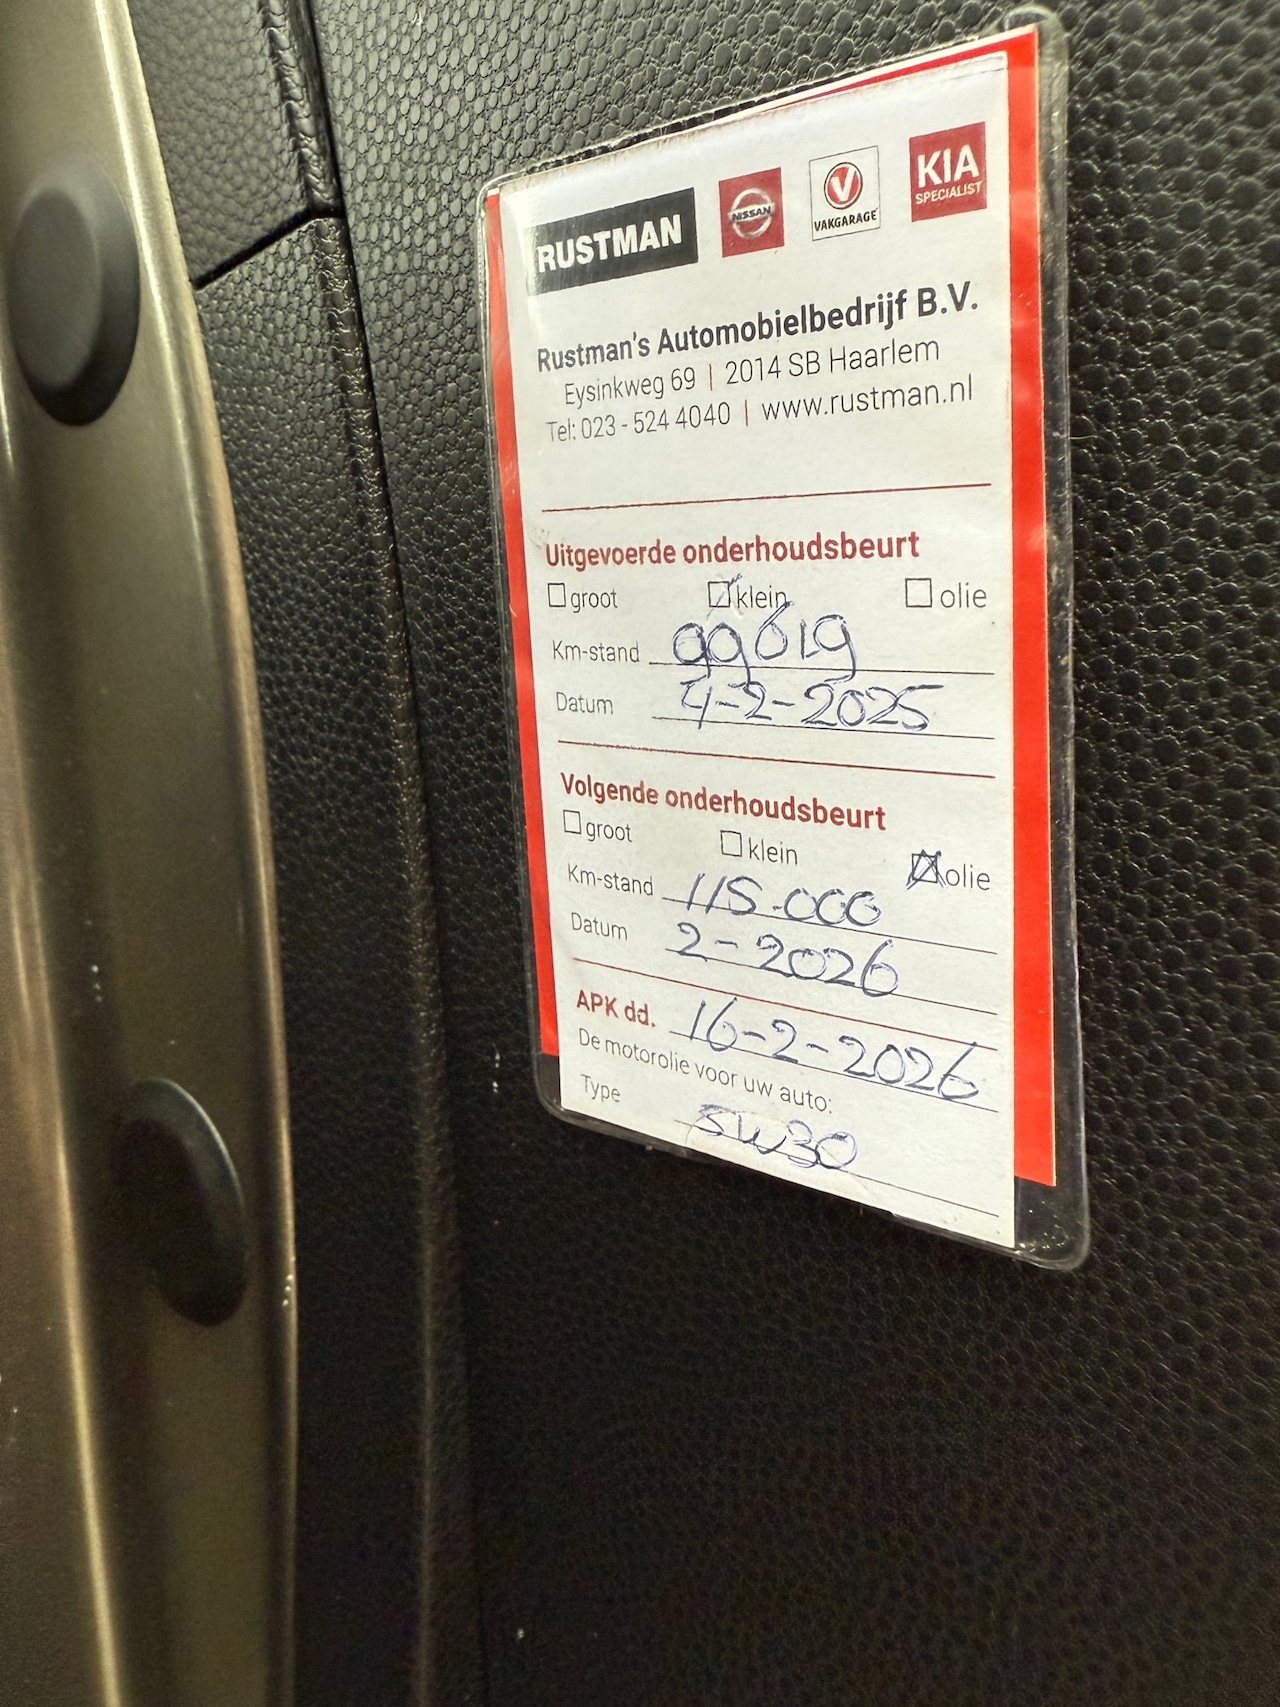 RUSTMAN
NISSAN
V
VAKGARAGE
KIA
SPECIALIST
Rustman's Automobielbedrijf B.V.
Eysinkweg 69 | 2014 SB Haarlem
Tel: 023 - 524 4040 | www.rustman.nl
Uitgevoerde onderhoudsbeurt
groot klein olie
Km-stand 99619
Datum 4-2-2025
Volgende onderhoudsbeurt
groot klein olie
Km-stand 115.000
Datum 2-2026
APK dd. 16-2-2026
De motorolie voor uw auto:
Type 5W30